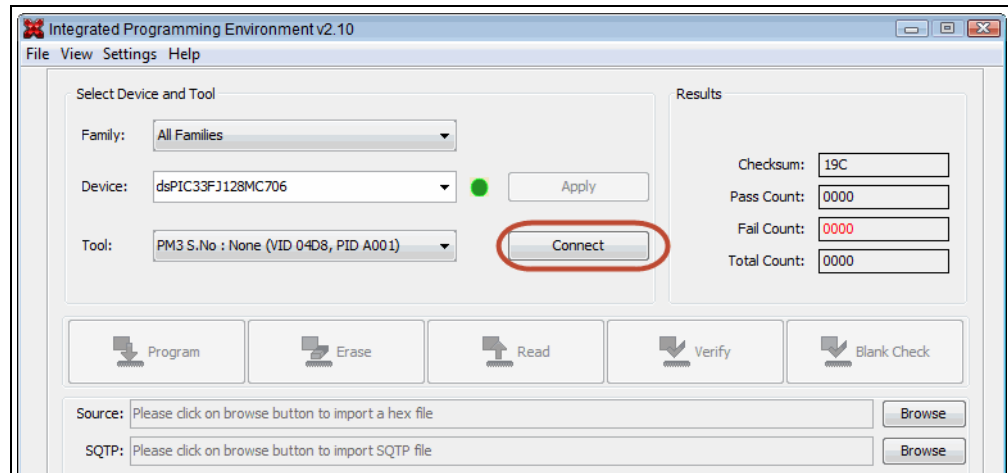 Integrated Programming Environment v2.10
File View Settings Help
Select Device and Tool
Family: All Families
Device: dsPIC33FJ128MC706 Apply
Tool: PM3 S.No : None (VID 04D8, PID A001) Connect
Results
Checksum: 19C
Pass Count: 0000
Fail Count: 0000
Total Count: 0000
Program Erase Read Verify Blank Check
Source: Please click on browse button to import a hex file Browse
SQTP: Please click on browse button to import SQTP file Browse